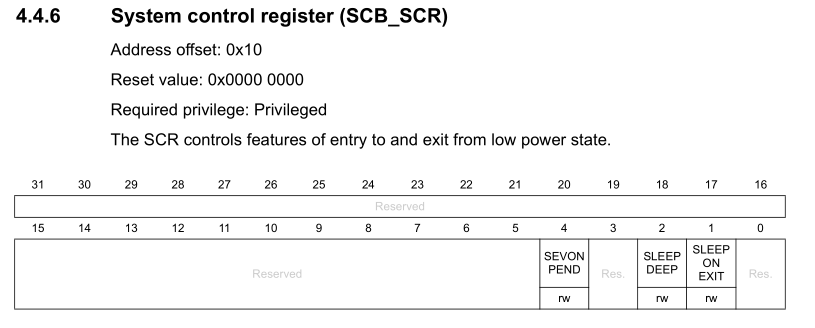 4.4.6 System control register (SCB_SCR)
Address offset: 0x10
Reset value: 0x0000 0000
Required privilege: Privileged
The SCR controls features of entry to and exit from low power state.
31 30 29 28 27 26 25 24 23 22 21 20 19 18 17 16
Reserved
15 14 13 12 11 10 9 8 7 6 5 4 3 2 1 0
Reserved SEVON PEND Res. SLEEP DEEP SLEEP ON EXIT Res.
rw rw rw